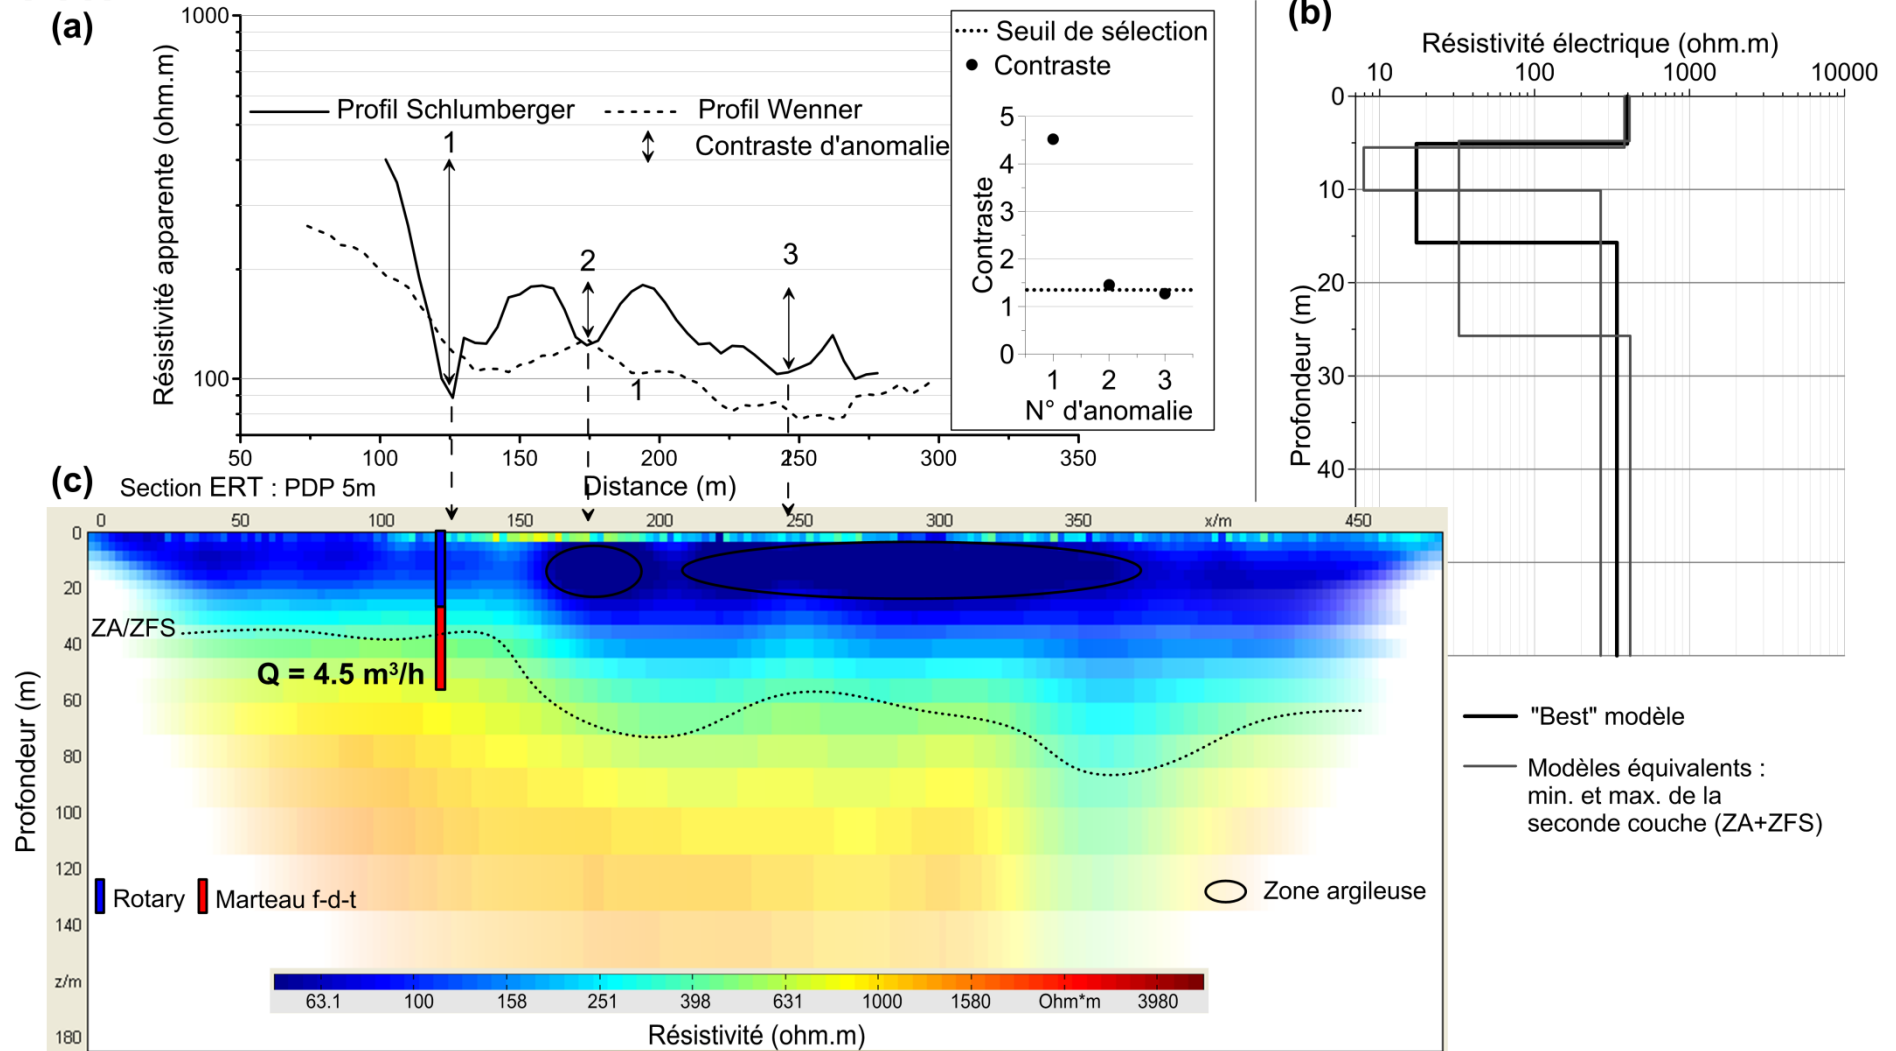 (a)
1000
100
Résistivité apparente (ohm.m)
Profil Schlumberger
Profil Wenner
Contraste d'anomalie
1
2
3
1
50 100 150 200 250 300 350
Distance (m)
Seuil de sélection
Contraste
5
4
3
2
1
0
Contraste
1 2 3
N° d'anomalie
(b)
Résistivité électrique (ohm.m)
10 100 1000 10000
0
10
20
30
40
Profondeur (m)
"Best" modèle
Modèles équivalents :
min. et max. de la
seconde couche (ZA+ZFS)
(c)
Section ERT : PDP 5m
0 50 100 150 200 250 300 350 x/m 450
0
20
40
60
80
100
120
140
z/m
180
Profondeur (m)
ZA/ZFS
Q = 4.5 m³/h
Rotary
Marteau f-d-t
Zone argileuse
63.1 100 158 251 398 631 1000 1580 Ohm*m 3980
Résistivité (ohm.m)